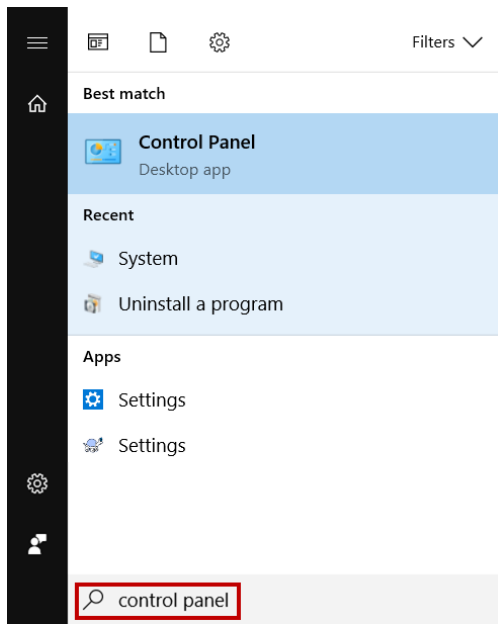 Filters
Best match
Control Panel
Desktop app
Recent
System
Uninstall a program
Apps
Settings
Settings
control panel